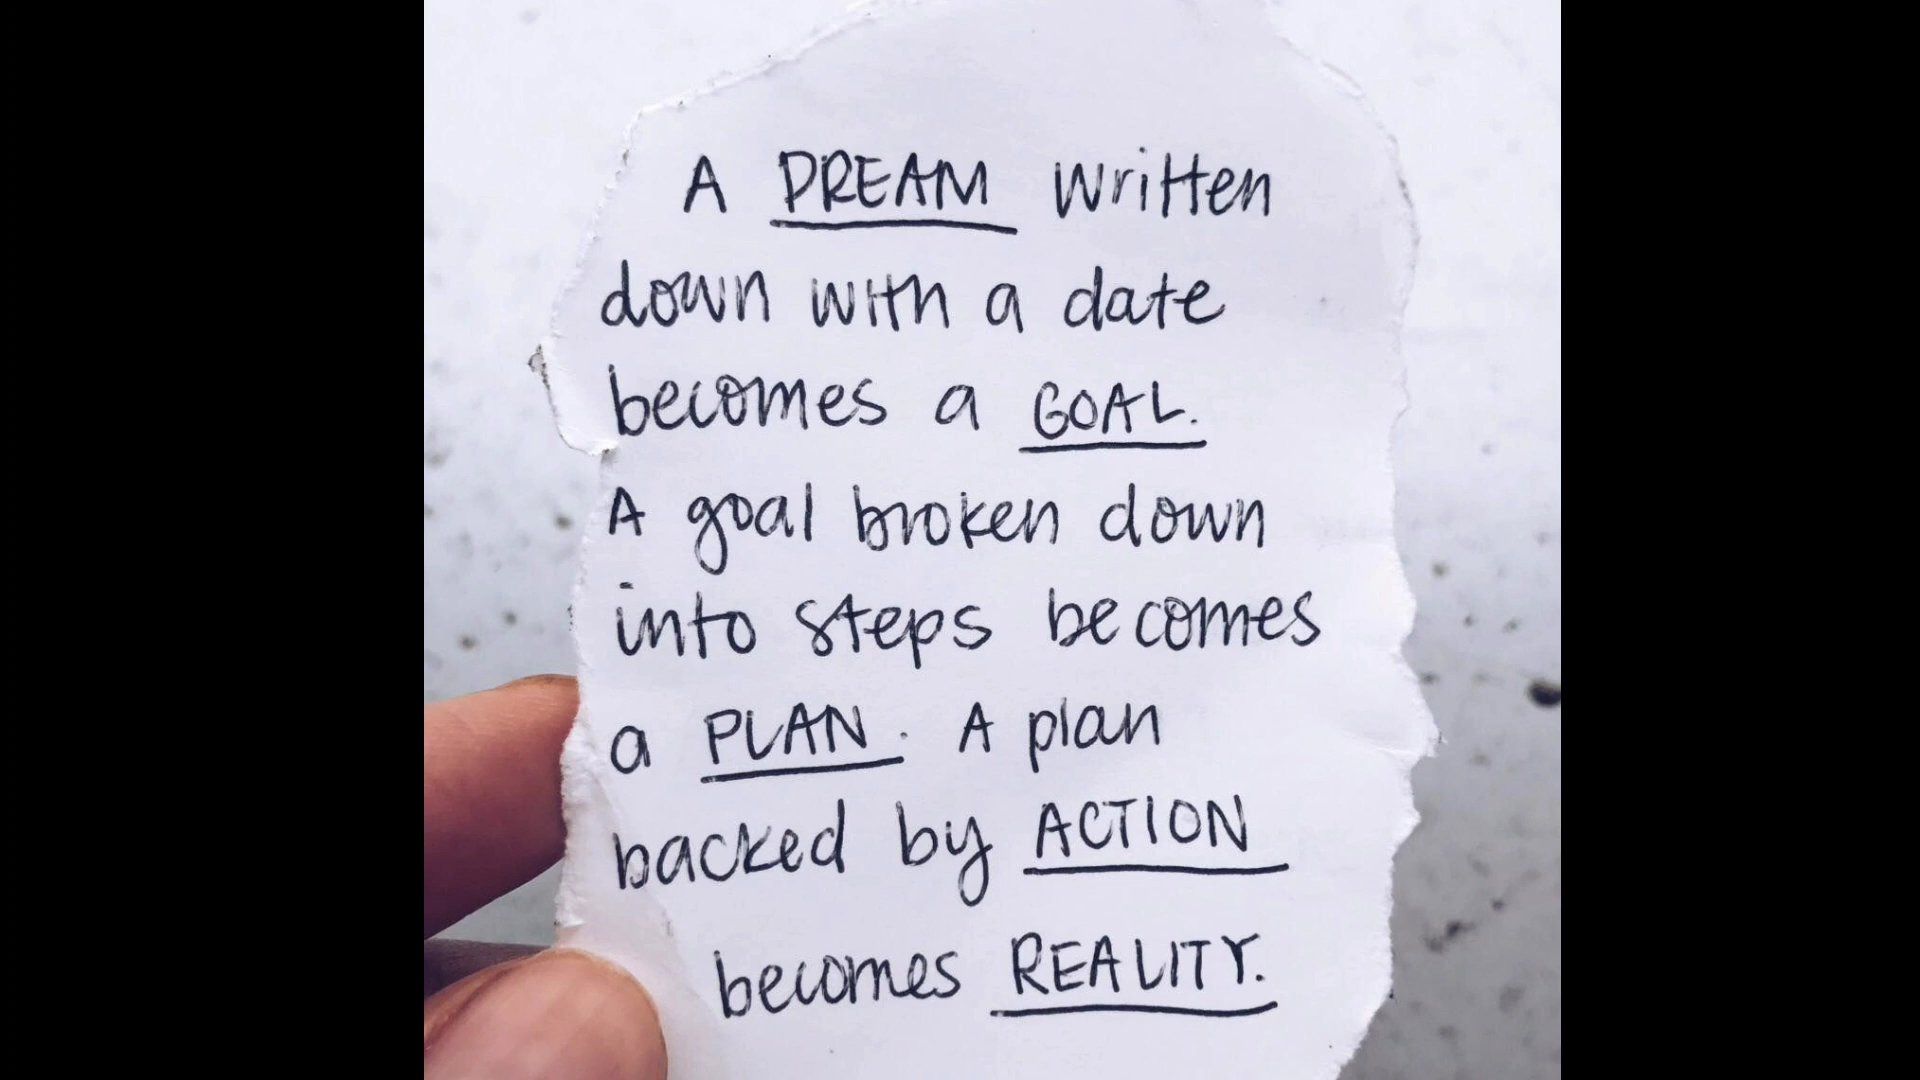 A DREAM written
down with a date
becomes a GOAL.
A goal broken down
into steps becomes
a PLAN. A plan
backed by ACTION
becomes REALITY.